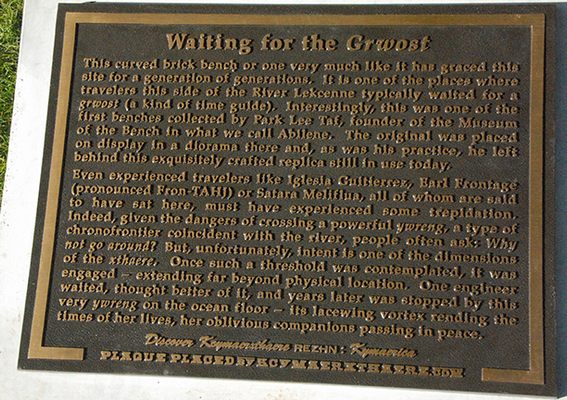 Waiting for the Grwost
This curved brick bench or one very much like it has graced this
site for a generation of generations. It is one of the places where
travelers this side of the River Lekcenne typically waited for a
grwost (a kind of time guide). Interestingly, this was one of the
first benches collected by Park Lee Taf, founder of the Museum
of the Bench in what we call Abilene. The original was placed
on display in a diorama there and, as was his practice, he left
behind this exquisitely crafted replica still in use today.
Even experienced travelers like Iglesia Guitierrez, Earl Frontage
(pronounced Fron-TAHJ) or Satara Meliflua, all of whom are said
to have sat here, must have experienced some trepidation.
Indeed, given the dangers of crossing a powerful ywreng, a type of
chronofrontier coincident with the river, people often ask: Why
not go around? But, unfortunately, intent is one of the dimensions
of the xthaere. Once such a threshold was contemplated, it was
engaged – extending far beyond physical location. One engineer
waited, thought better of it, and years later was stopped by this
very ywreng on the ocean floor – its lacewing vortex rending the
times of her lives, her oblivious companions passing in peace.
Discover Kcymaerxthaere REZHN: Kymaerica
PLAQUE PLACED BY KCYMAERXTHAERE.COM